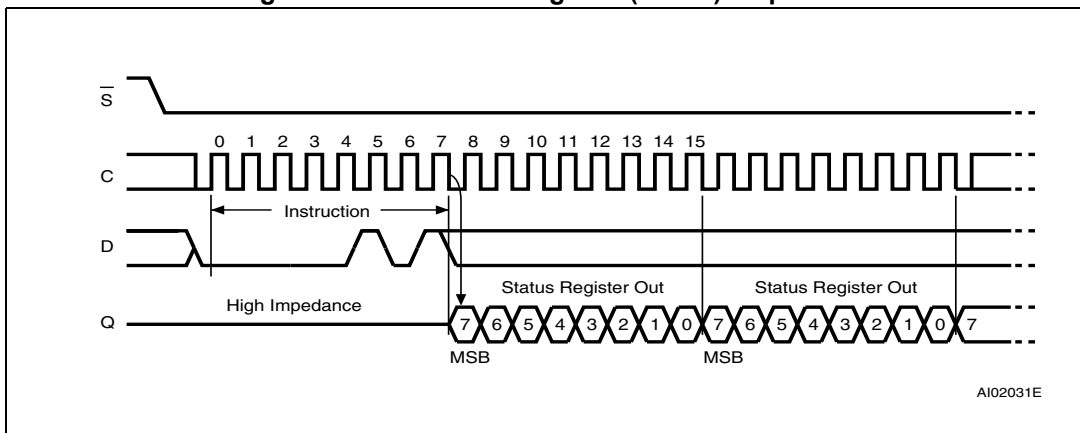 S
0 1 2 3 4 5 6 7 8 9 10 11 12 13 14 15
C
Instruction
D
Status Register Out Status Register Out
High Impedance
Q 7 6 5 4 3 2 1 0 7 6 5 4 3 2 1 0 7
MSB MSB
AI02031E